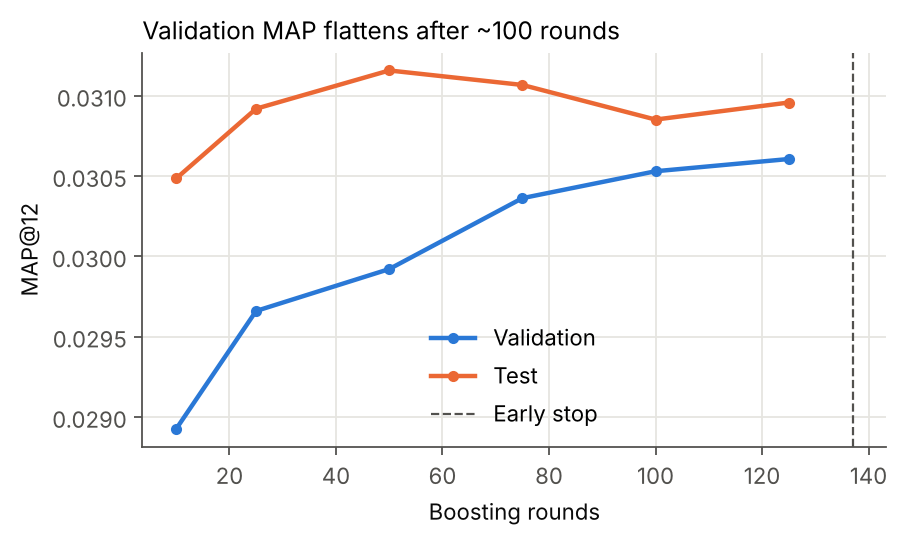 Validation MAP flattens after ~100 rounds
0.0310
0.0305
0.0300
0.0295
0.0290
MAP@12
Validation
Test
Early stop
20 40 60 80 100 120 140
Boosting rounds